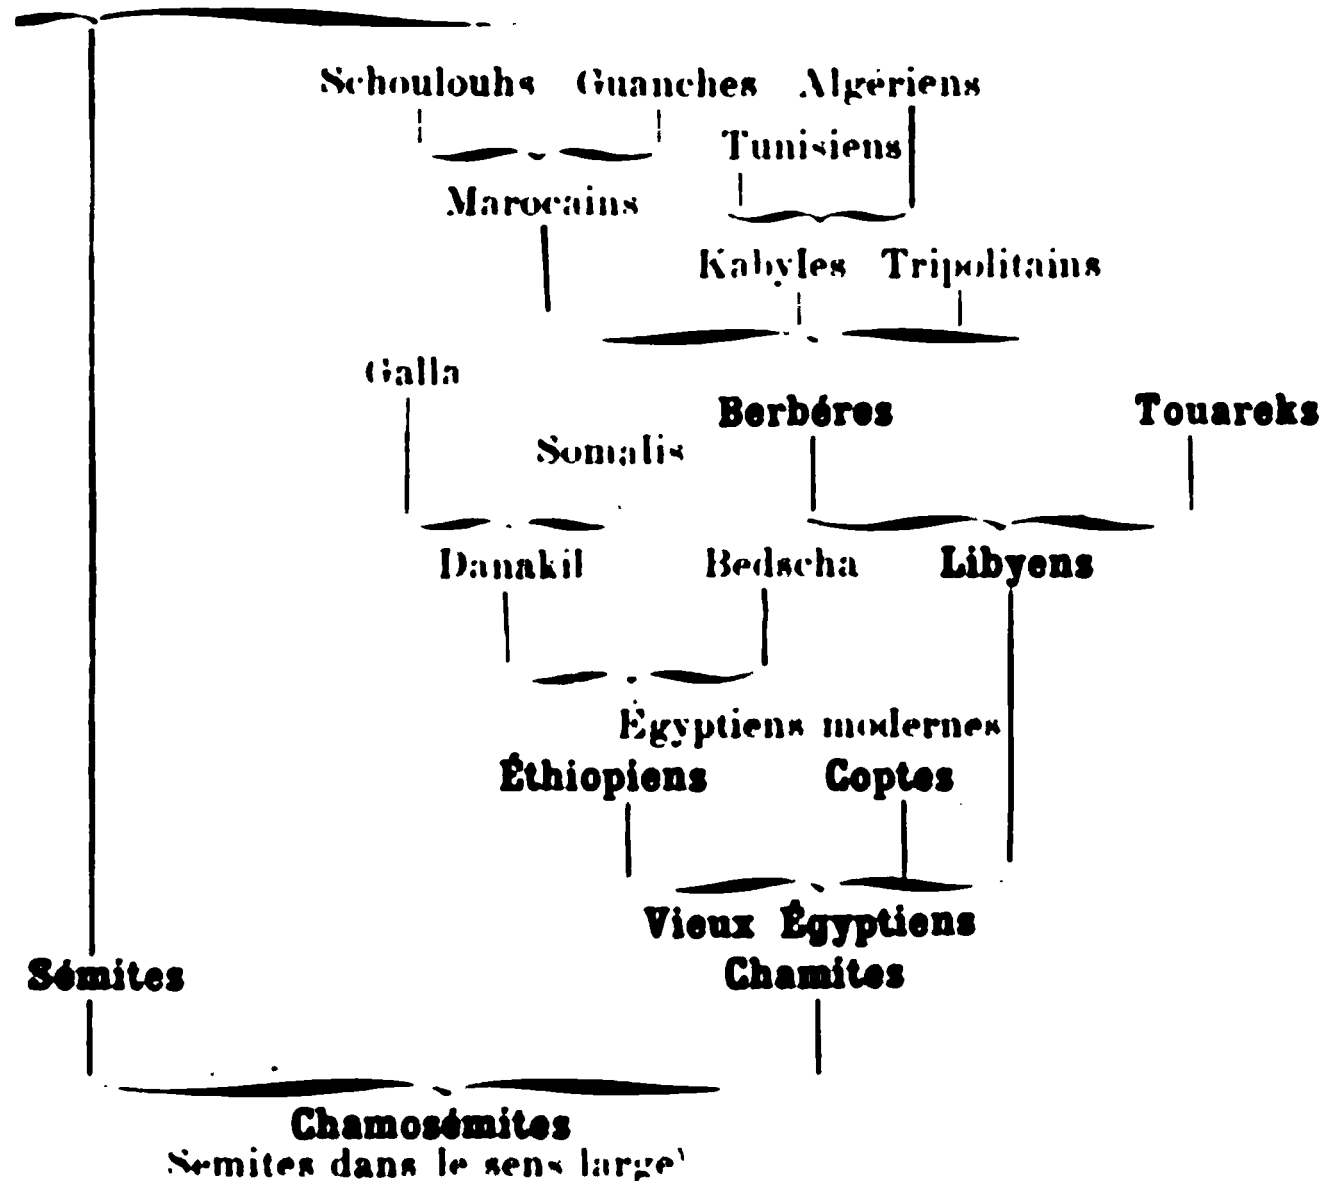 Schoulouhs Guanches Algériens
Tunisiens
Marocains
Kabyles Tripolitains
Galla
Berbéres Touareks
Somalis
Danakil Bedscha Libyens
Égyptiens modernes
Éthiopiens Coptes
Vieux Égyptiens
Sémites Chamites
Chamosémites
Sémites dans le sens large)